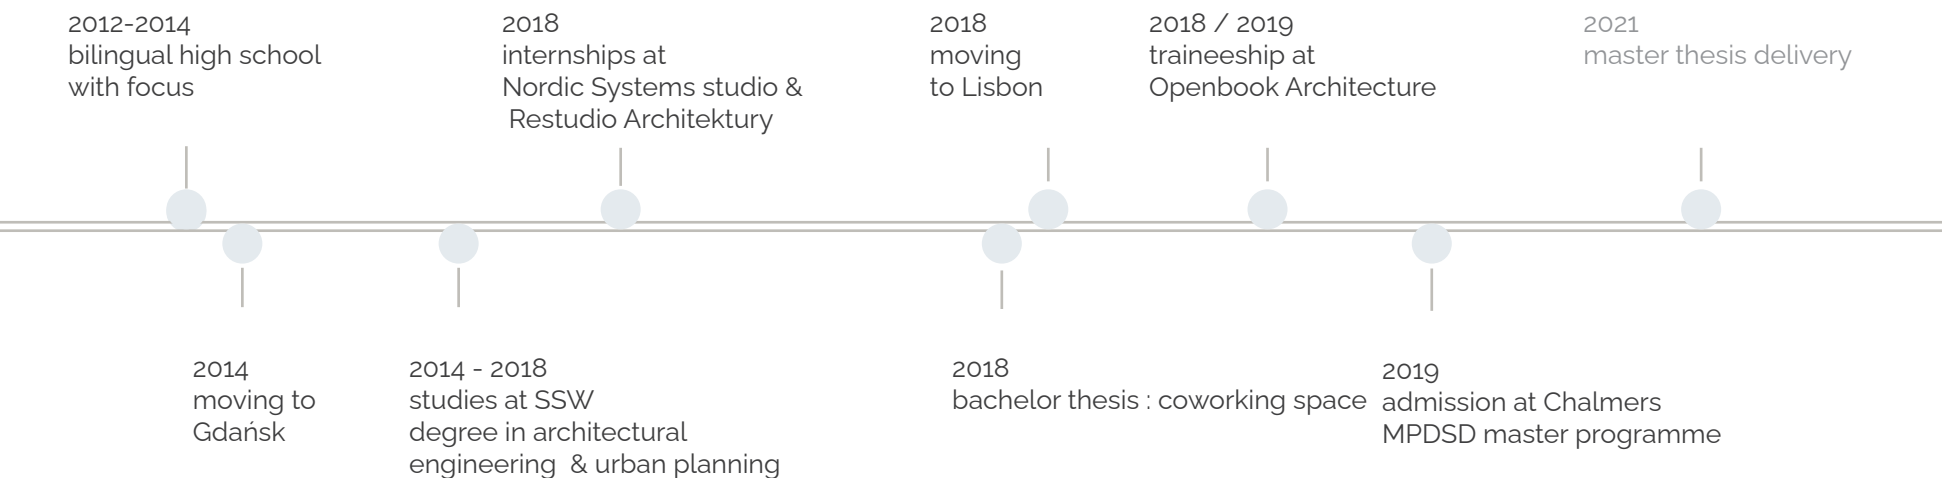 2012-2014
bilingual high school
with focus
2018
internships at
Nordic Systems studio &
Restudio Architektury
2018
moving
to Lisbon
2018 / 2019
traineeship at
Openbook Architecture
2021
master thesis delivery
2014
moving to
Gdańsk
2014 - 2018
studies at SSW
degree in architectural
engineering & urban planning
2018
bachelor thesis : coworking space
2019
admission at Chalmers
MPDSD master programme